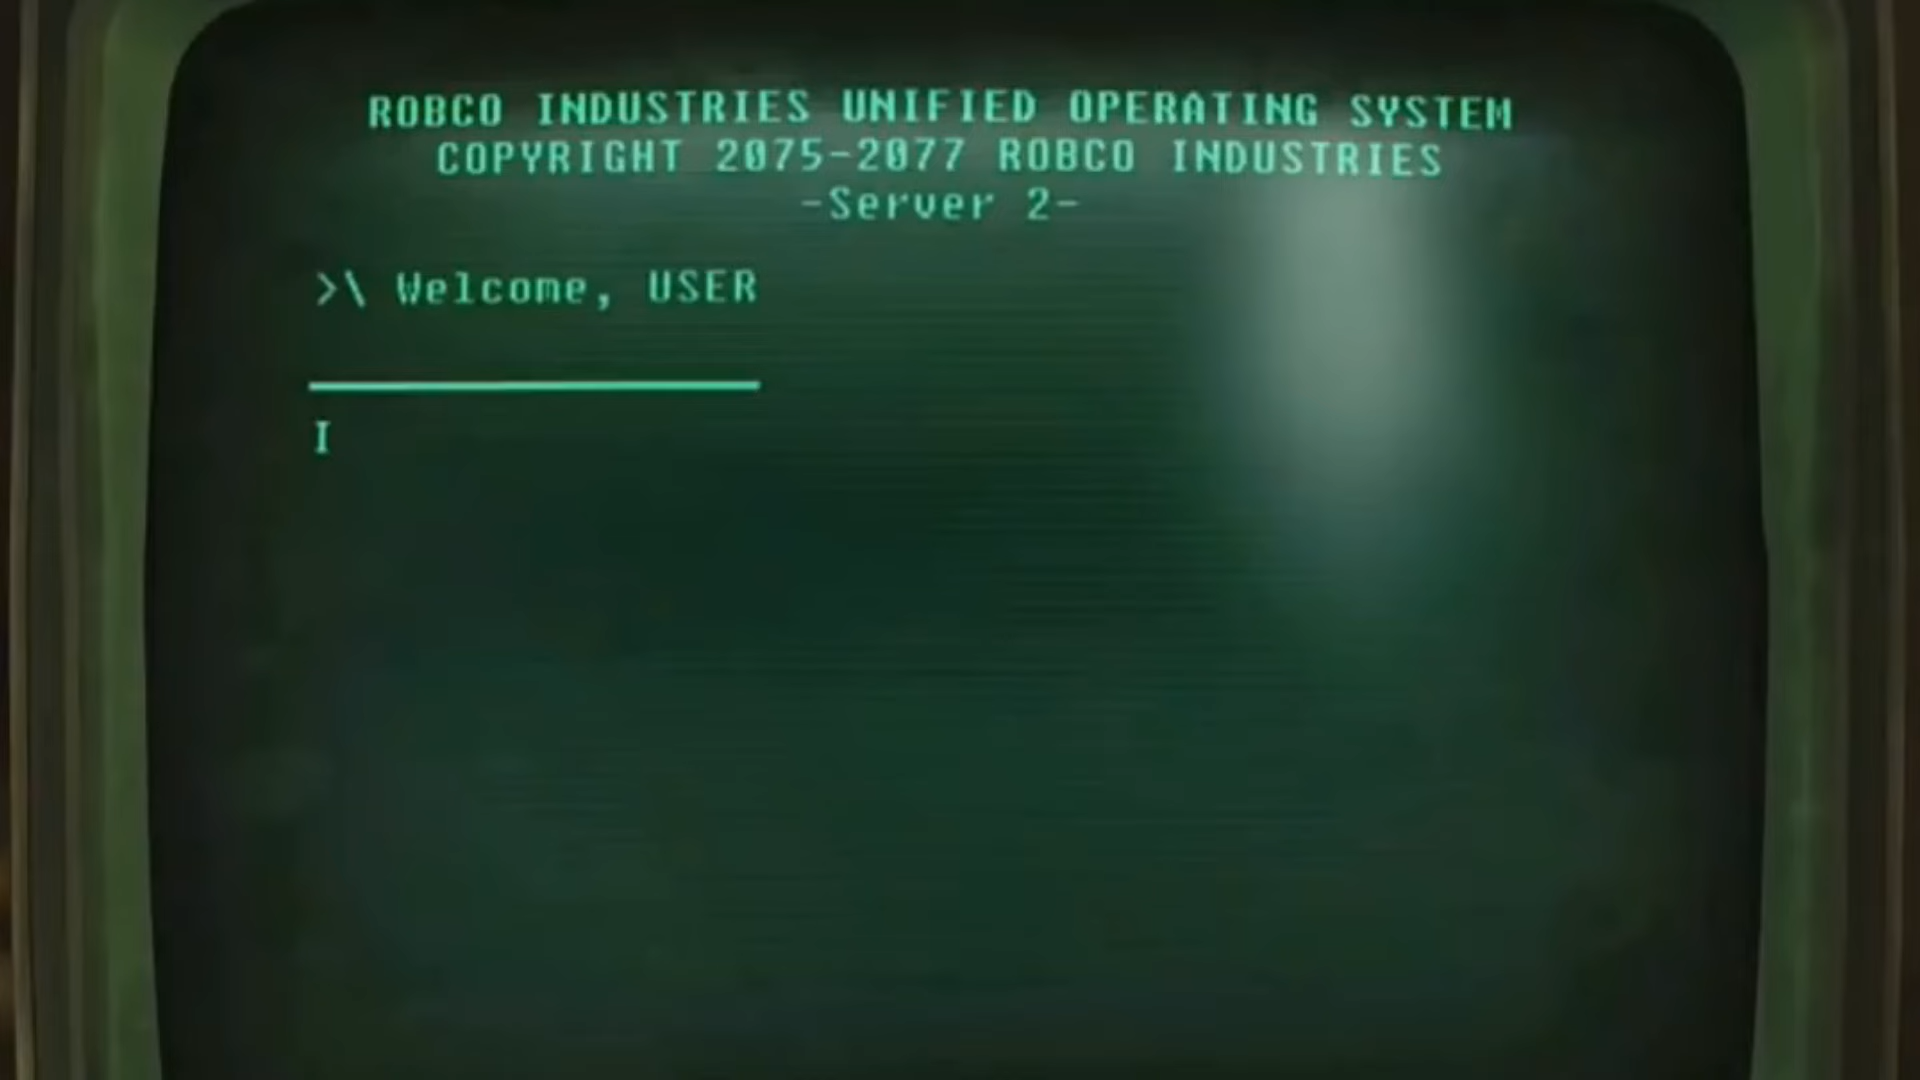 ROBCO INDUSTRIES UNIFIED OPERATING SYSTEM
COPYRIGHT 2075-2077 ROBCO INDUSTRIES
-Server 2-
>\ Welcome, USER
I